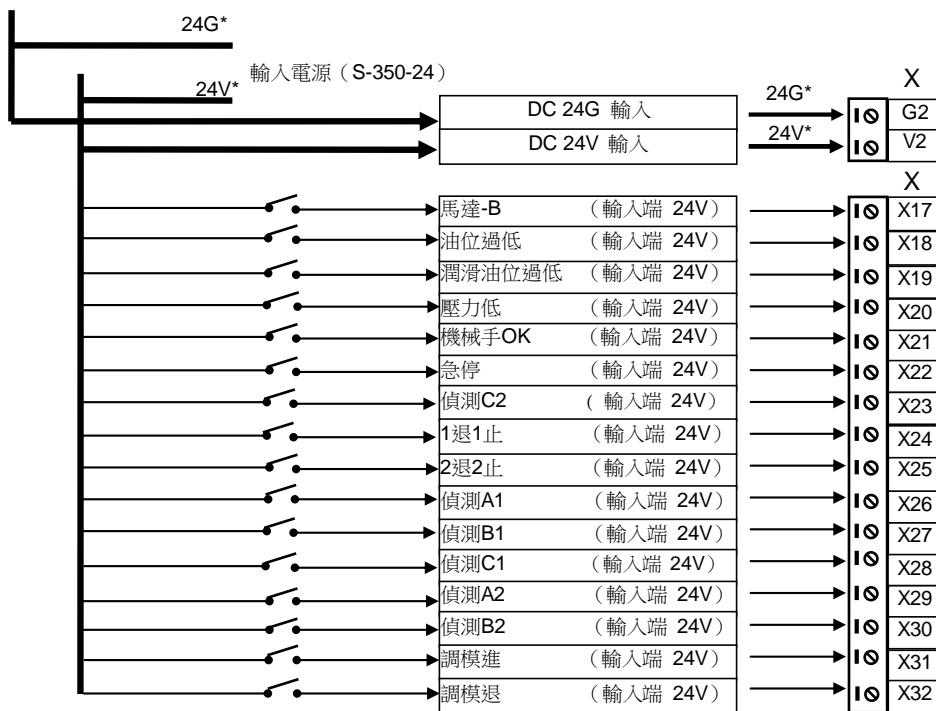 24G*
輸入電源（S-350-24）
24V*
X
DC 24G 輸入 24G* G2
DC 24V 輸入 24V* V2
X
馬達-B （輸入端 24V） X17
油位過低 （輸入端 24V） X18
潤滑油位過低 （輸入端 24V） X19
壓力低 （輸入端 24V） X20
機械手OK （輸入端 24V） X21
急停 （輸入端 24V） X22
偵測C2 （ 輸入端 24V） X23
1退1止 （輸入端 24V） X24
2退2止 （輸入端 24V） X25
偵測A1 （輸入端 24V） X26
偵測B1 （輸入端 24V） X27
偵測C1 （輸入端 24V） X28
偵測A2 （輸入端 24V） X29
偵測B2 （輸入端 24V） X30
調模進 （輸入端 24V） X31
調模退 （輸入端 24V） X32